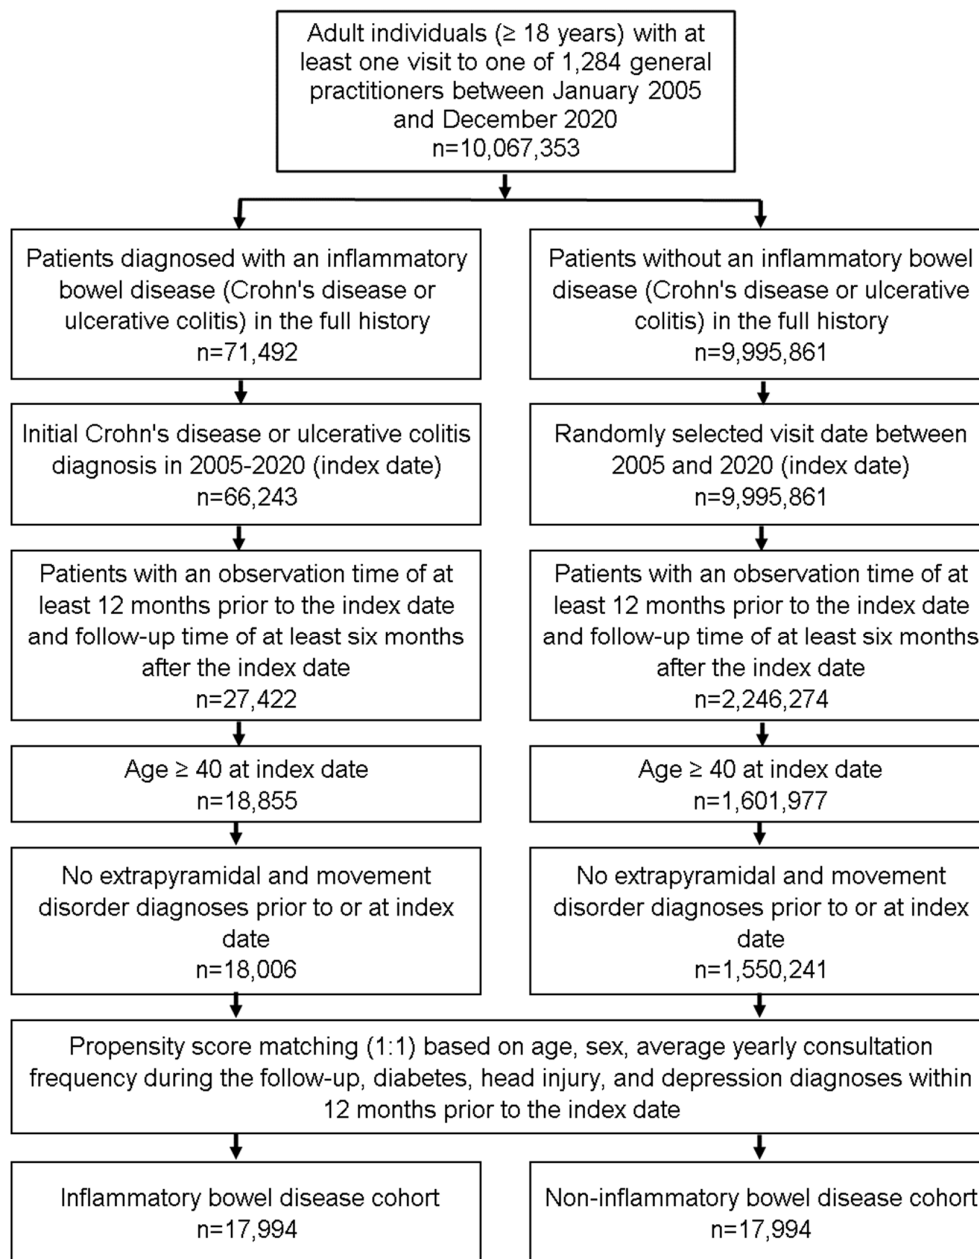 Adult individuals (≥ 18 years) with at
least one visit to one of 1,284 general
practitioners between January 2005
and December 2020
n=10,067,353
Patients diagnosed with an inflammatory
bowel disease (Crohn's disease or
ulcerative colitis) in the full history
n=71,492
Patients without an inflammatory bowel
disease (Crohn's disease or ulcerative
colitis) in the full history
n=9,995,861
Initial Crohn's disease or ulcerative colitis
diagnosis in 2005-2020 (index date)
n=66,243
Randomly selected visit date between
2005 and 2020 (index date)
n=9,995,861
Patients with an observation time of at
least 12 months prior to the index date
and follow-up time of at least six months
after the index date
n=27,422
Patients with an observation time of at
least 12 months prior to the index date
and follow-up time of at least six months
after the index date
n=2,246,274
Age ≥ 40 at index date
n=18,855
Age ≥ 40 at index date
n=1,601,977
No extrapyramidal and movement
disorder diagnoses prior to or at index
date
n=18,006
No extrapyramidal and movement
disorder diagnoses prior to or at index
date
n=1,550,241
Propensity score matching (1:1) based on age, sex, average yearly consultation
frequency during the follow-up, diabetes, head injury, and depression diagnoses within
12 months prior to the index date
Inflammatory bowel disease cohort
n=17,994
Non-inflammatory bowel disease cohort
n=17,994